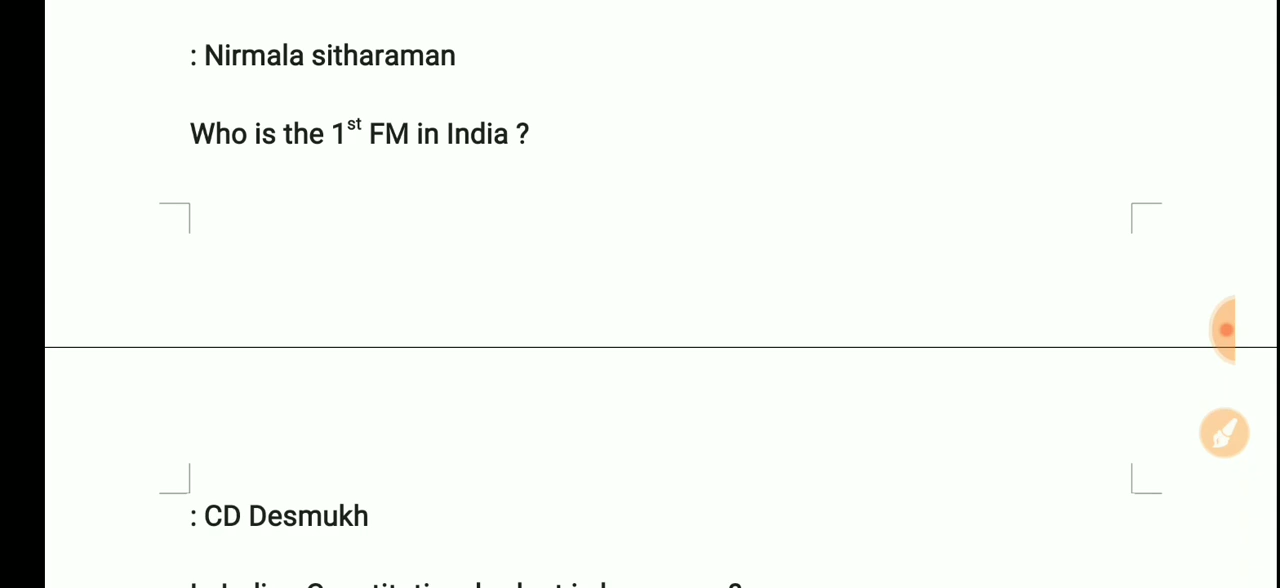 : Nirmala sitharaman
Who is the 1st FM in India ?
: CD Desmukh